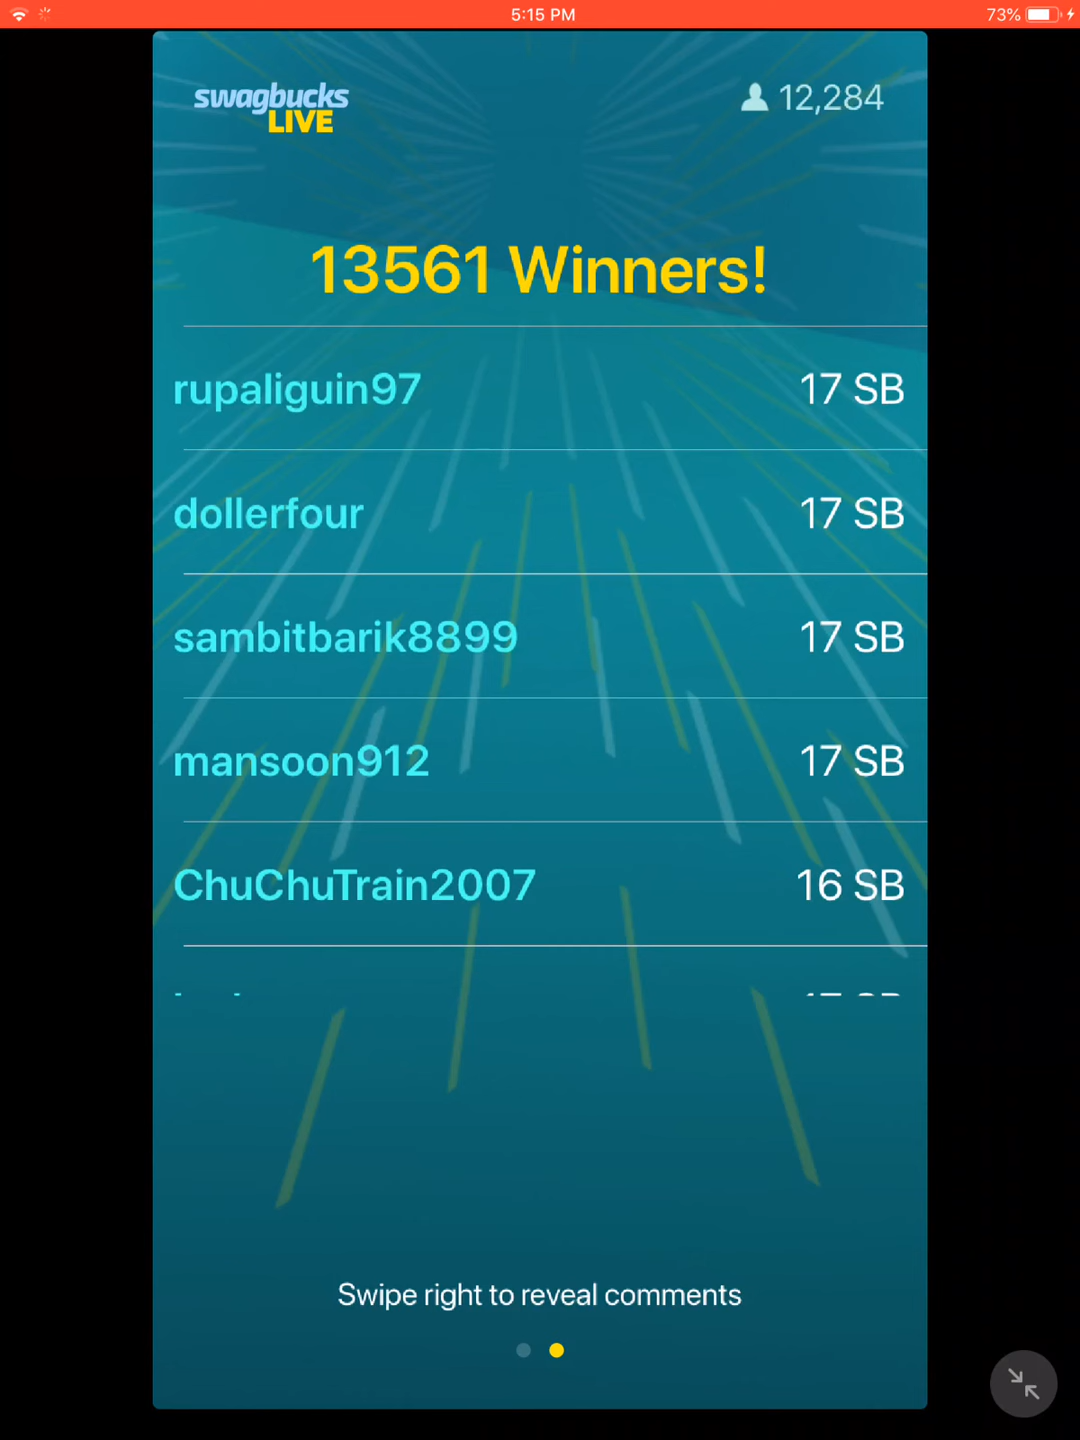 5:15 PM
73%
swagbucks
LIVE
12,284
13561 Winners!
rupaliguin97 17 SB
dollerfour 17 SB
sambitbarik8899 17 SB
mansoon912 17 SB
ChuChuTrain2007 16 SB
Swipe right to reveal comments